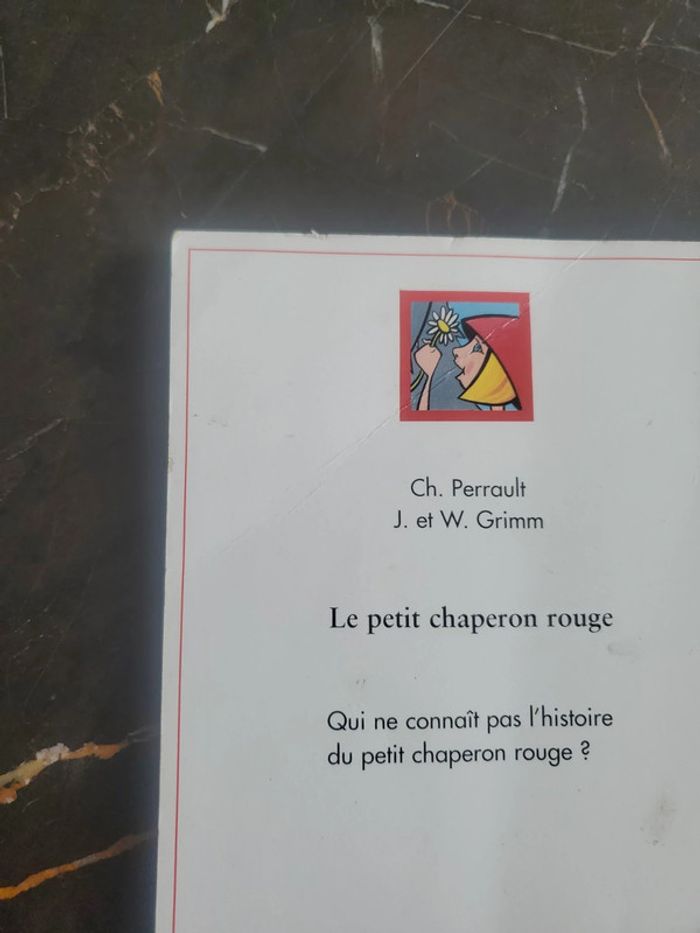 Ch. Perrault
J. et W. Grimm
Le petit chaperon rouge
Qui ne connaît pas l'histoire
du petit chaperon rouge ?